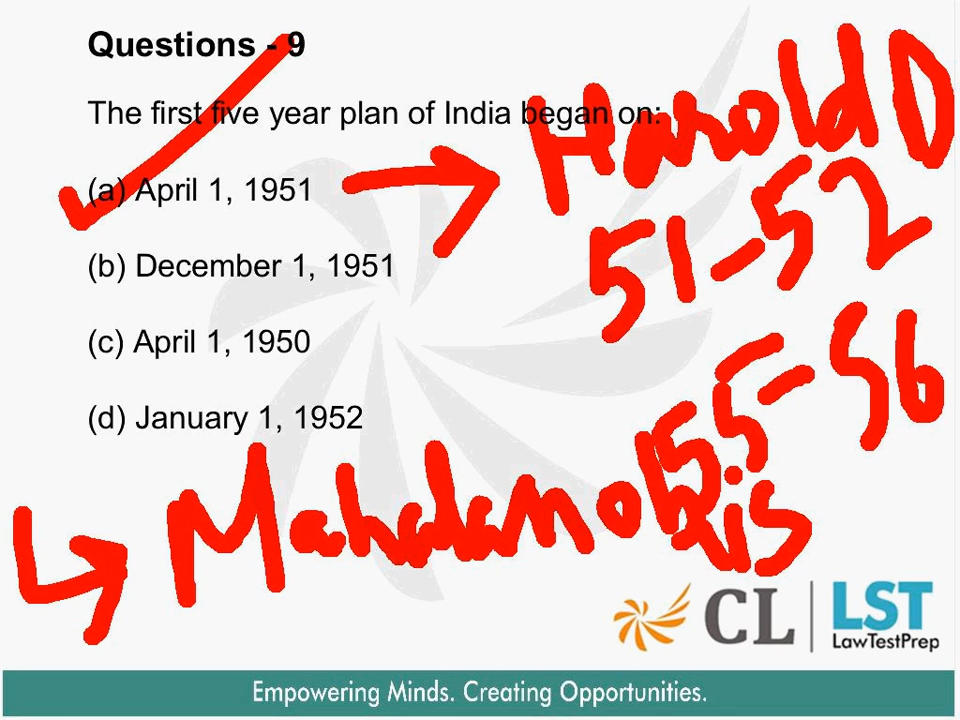 Questions - 9
The first five year plan of India began on:
Harold D
(a) April 1, 1951
51-52
(b) December 1, 1951
(c) April 1, 1950
55-56
(d) January 1, 1952
Mahalanobis
CL LST
LawTestPrep
Empowering Minds. Creating Opportunities.